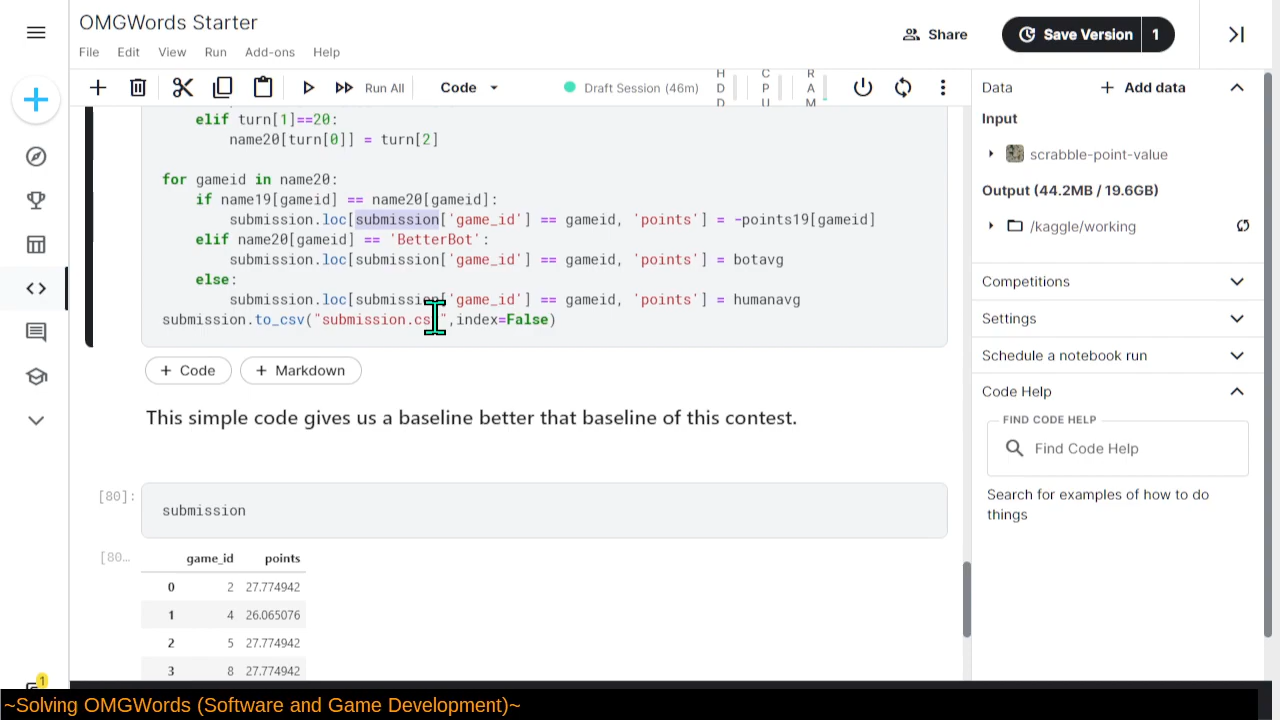 OMGWords Starter
File Edit View Run Add-ons Help
Share
Save Version 1
Run All
Code
Draft Session (46m)
HDD
CPU
RAM
elif turn[1]==20:
name20[turn[0]] = turn[2]
for gameid in name20:
if name19[gameid] == name20[gameid]:
submission.loc[submission['game_id'] == gameid, 'points'] = -points19[gameid]
elif name20[gameid] == 'BetterBot':
submission.loc[submission['game_id'] == gameid, 'points'] = botavg
else:
submission.loc[submission['game_id'] == gameid, 'points'] = humanavg
submission.to_csv("submission.csv",index=False)
+ Code
+ Markdown
This simple code gives us a baseline better that baseline of this contest.
[80]:
submission
[80…
game_id points
0 2 27.774942
1 4 26.065076
2 5 27.774942
3 8 27.774942
Data
+ Add data
Input
scrabble-point-value
Output (44.2MB / 19.6GB)
/kaggle/working
Competitions
Settings
Schedule a notebook run
Code Help
FIND CODE HELP
Find Code Help
Search for examples of how to do
things
1
~Solving OMGWords (Software and Game Development)~